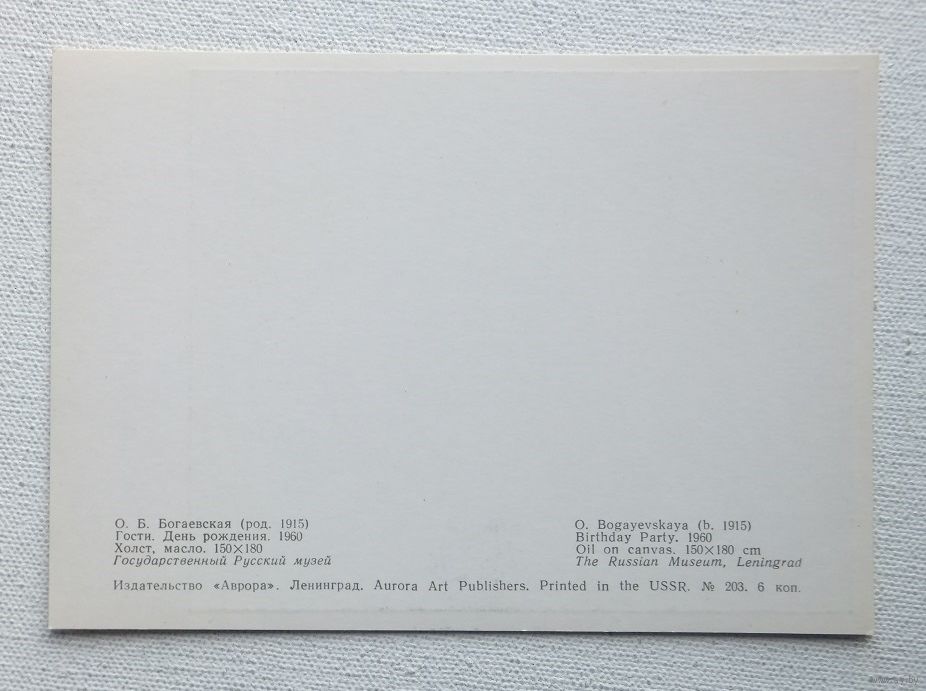 О. Б. Богаевская (род. 1915)
Гости. День рождения. 1960
Холст, масло. 150×180
Государственный Русский музей
O. Bogayevskaya (b. 1915)
Birthday Party. 1960
Oil on canvas. 150×180 cm
The Russian Museum, Leningrad
Издательство «Аврора». Ленинград. Aurora Art Publishers. Printed in the USSR. № 203. 6 коп.